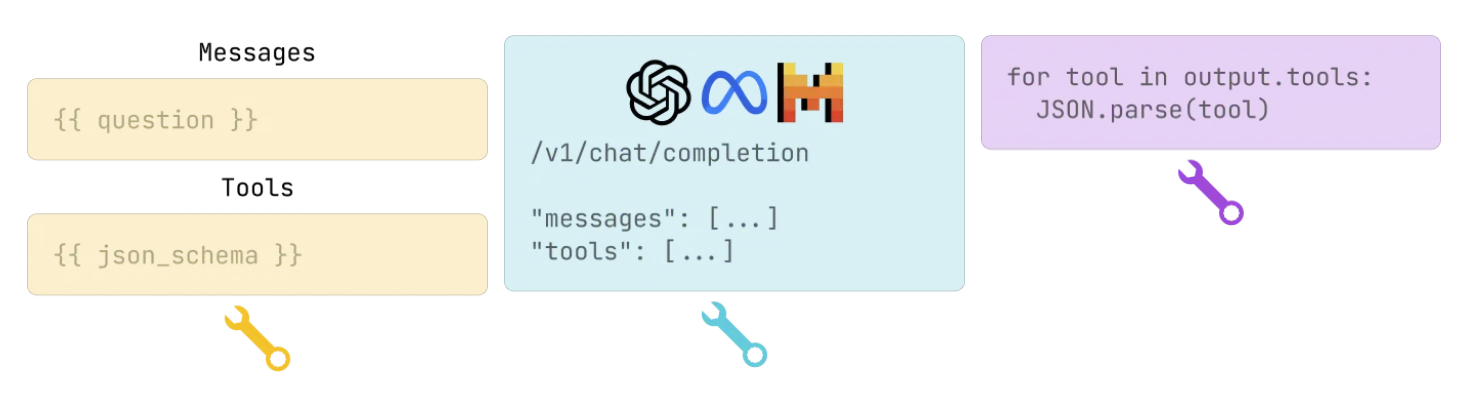 Messages
{{ question }}
Tools
{{ json_schema }}
/v1/chat/completion
"messages": [...]
"tools": [...]
for tool in output.tools:
  JSON.parse(tool)